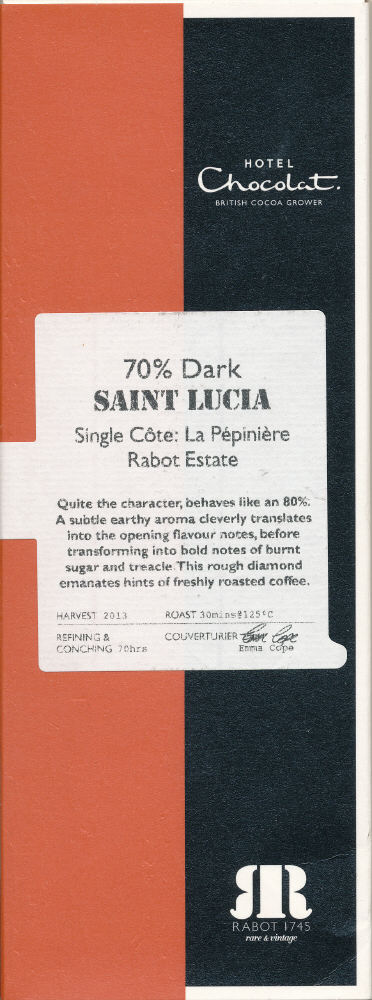 HOTEL
Chocolat.
BRITISH COCOA GROWER
70% Dark
SAINT LUCIA
Single Côte: La Pépinière
Rabot Estate
Quite the character, behaves like an 80%.
A subtle earthy aroma cleverly translates
into the opening flavour notes, before
transforming into bold notes of burnt
sugar and treacle. This rough diamond
emanates hints of freshly roasted coffee.
HARVEST 2013 ROAST 30mins@125°C
REFINING & COUVERTURIER Emma Cope
CONCHING 70hrs Emma Cope
RABOT 1745
rare & vintage